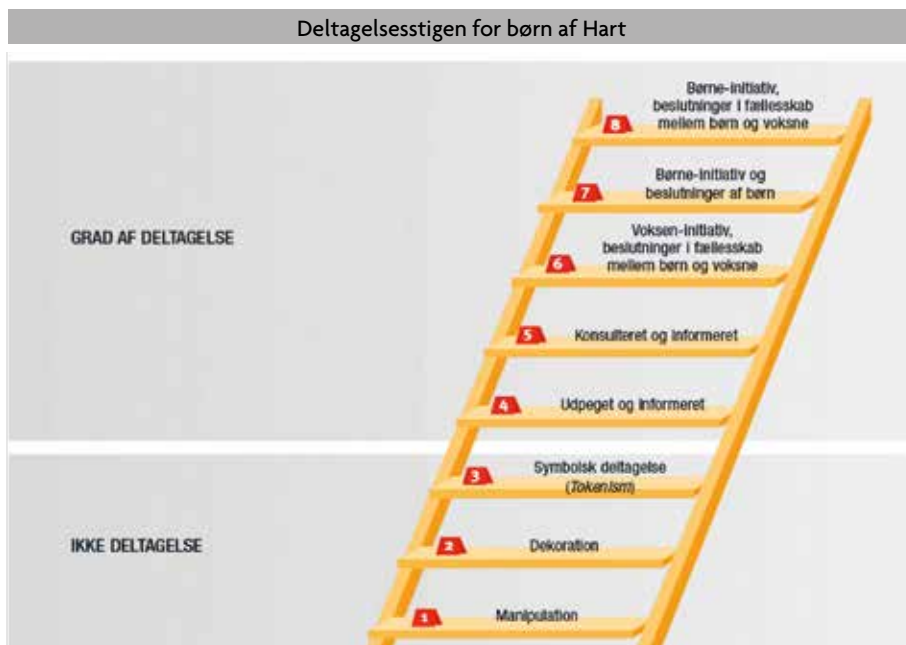 Deltagelsesstigen for børn af Hart
Børne-initiativ,
beslutninger i fællesskab
mellem børn og voksne
8
Børne-initiativ og
beslutninger af børn
7
GRAD AF DELTAGELSE
Voksen-initiativ,
beslutninger i fællesskab
mellem børn og voksne
6
5 Konsulteret og informeret
4 Udpeget og informeret
3 Symbolsk deltagelse
(Tokenism)
IKKE DELTAGELSE
2 Dekoration
1 Manipulation